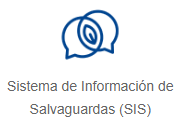 Sistema de Información de
Salvaguardas (SIS)